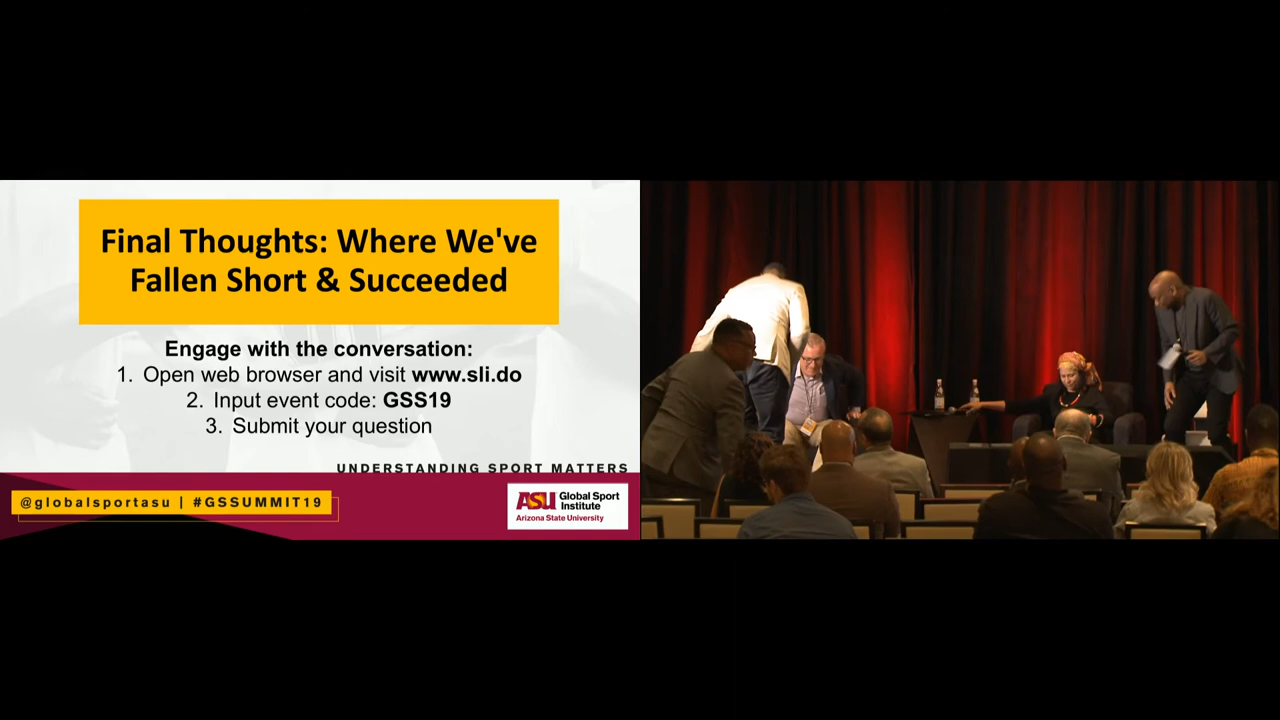 Final Thoughts: Where We've
Fallen Short & Succeeded
Engage with the conversation:
1. Open web browser and visit www.sli.do
2. Input event code: GSS19
3. Submit your question
UNDERSTANDING SPORT MATTERS
@globalsportasu | #GSSUMMIT19
ASU Global Sport
Institute
Arizona State University